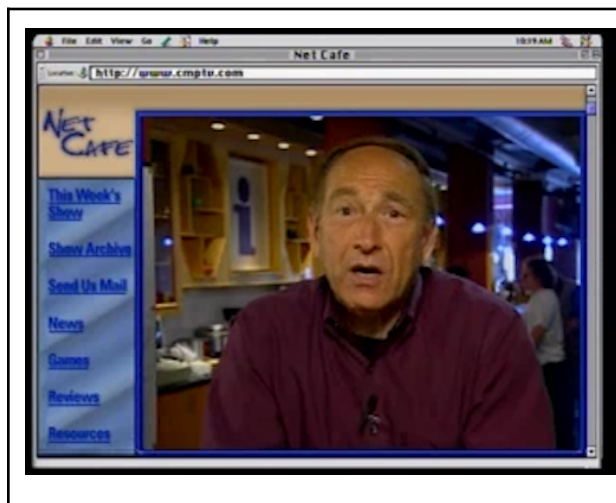 File Edit View Go Help 10:19 AM
Net Cafe
Location: http://www.cmptv.com
NET
CAFE
This Week's
Show
Show Archive
Send Us Mail
News
Games
Reviews
Resources
i